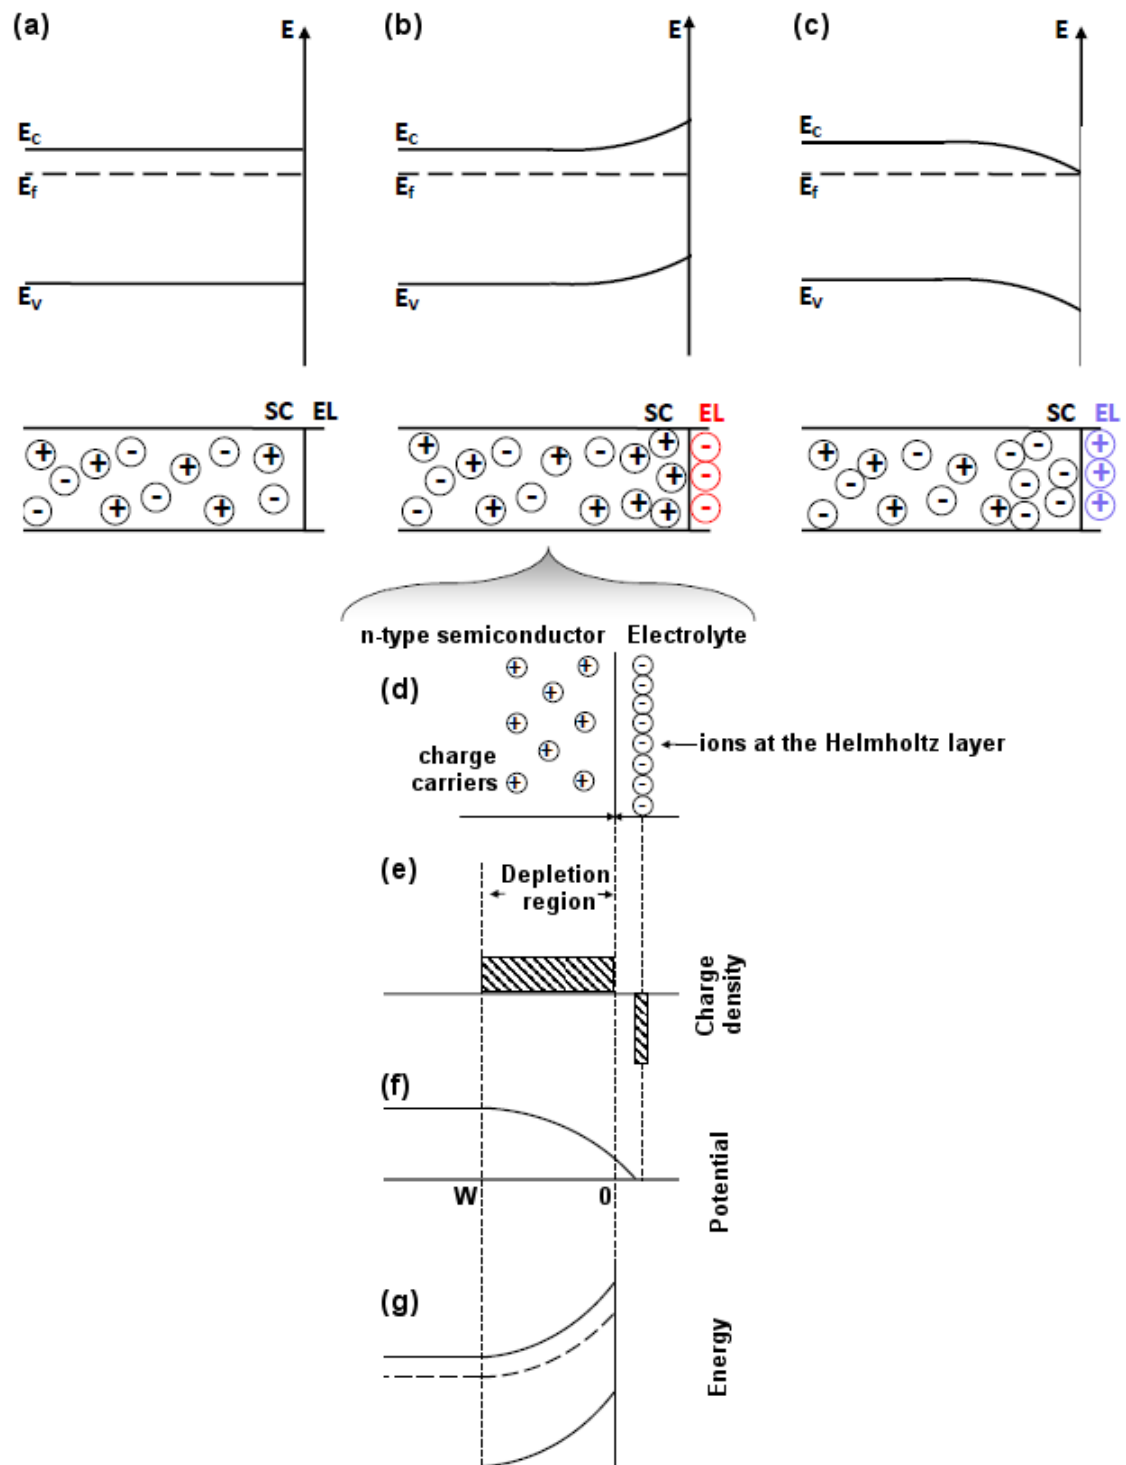 (a)
E
(b)
E
(c)
E
Ec
Ec
Ec
Ef
Ef
Ef
Ev
Ev
Ev
SC EL
SC EL
SC EL
n-type semiconductor Electrolyte
(d)
ions at the Helmholtz layer
charge
carriers
(e)
Depletion
region
Charge
density
(f)
W
0
Potential
(g)
Energy